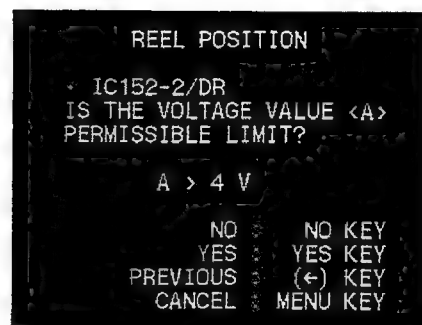 REEL POSITION
* IC152-2/DR
IS THE VOLTAGE VALUE <A>
PERMISSIBLE LIMIT?
A > 4 V
NO : NO KEY
YES : YES KEY
PREVIOUS : (←) KEY
CANCEL : MENU KEY